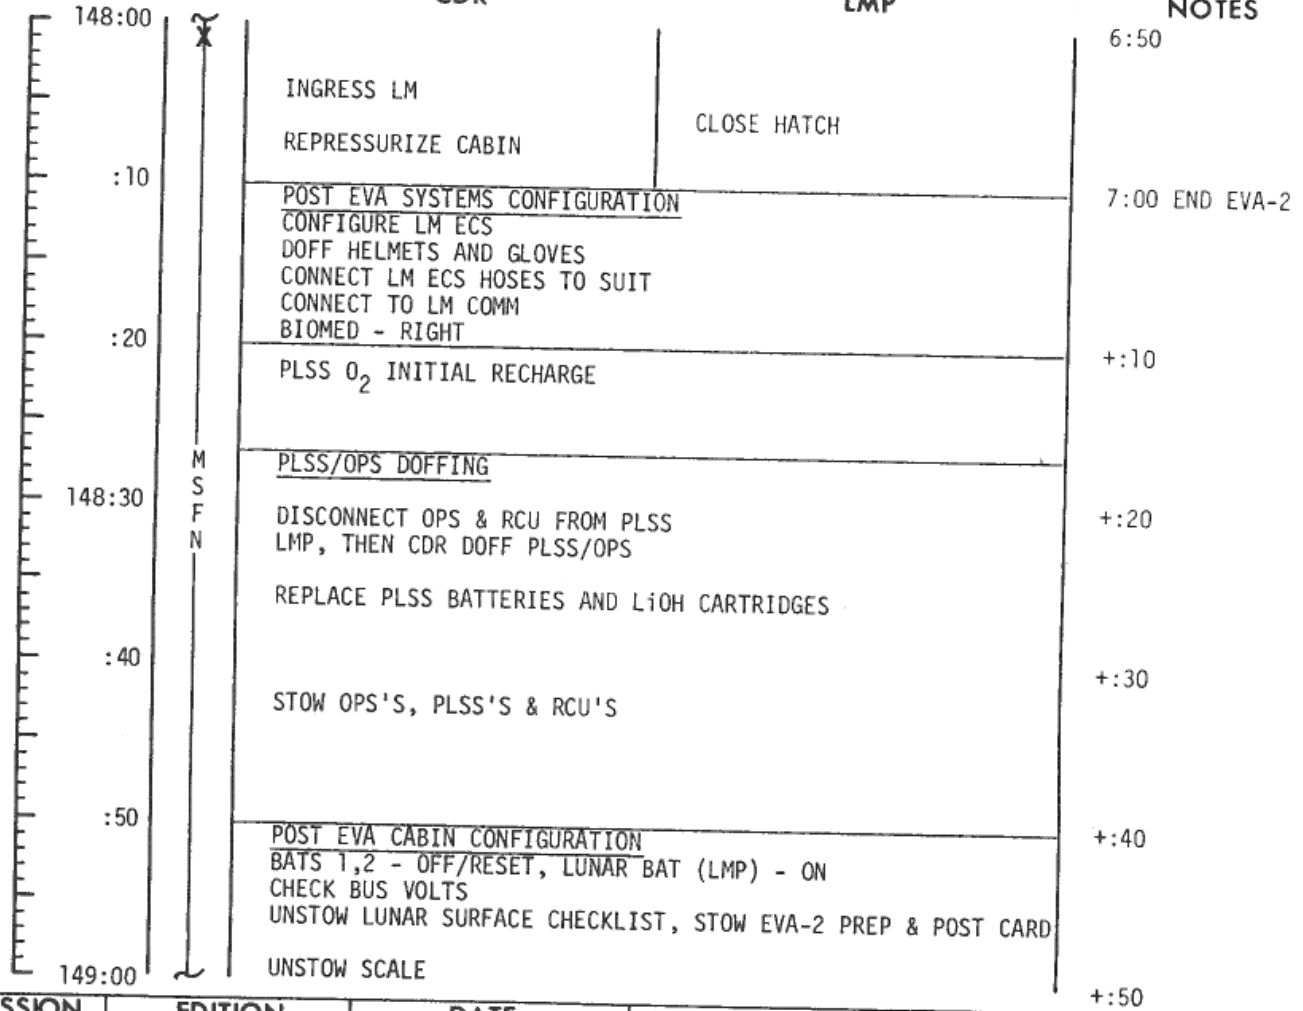 CDR LMP NOTES
148:00 6:50
INGRESS LM
CLOSE HATCH
REPRESSURIZE CABIN
:10
POST EVA SYSTEMS CONFIGURATION 7:00 END EVA-2
CONFIGURE LM ECS
DOFF HELMETS AND GLOVES
CONNECT LM ECS HOSES TO SUIT
CONNECT TO LM COMM
BIOMED - RIGHT
:20 +:10
PLSS O₂ INITIAL RECHARGE
MSFN
PLSS/OPS DOFFING
148:30 +:20
DISCONNECT OPS & RCU FROM PLSS
LMP, THEN CDR DOFF PLSS/OPS
REPLACE PLSS BATTERIES AND LiOH CARTRIDGES
:40 +:30
STOW OPS'S, PLSS'S & RCU'S
:50 +:40
POST EVA CABIN CONFIGURATION
BATS 1,2 - OFF/RESET, LUNAR BAT (LMP) - ON
CHECK BUS VOLTS
UNSTOW LUNAR SURFACE CHECKLIST, STOW EVA-2 PREP & POST CARD
UNSTOW SCALE
149:00 +:50
SSION EDITION DATE